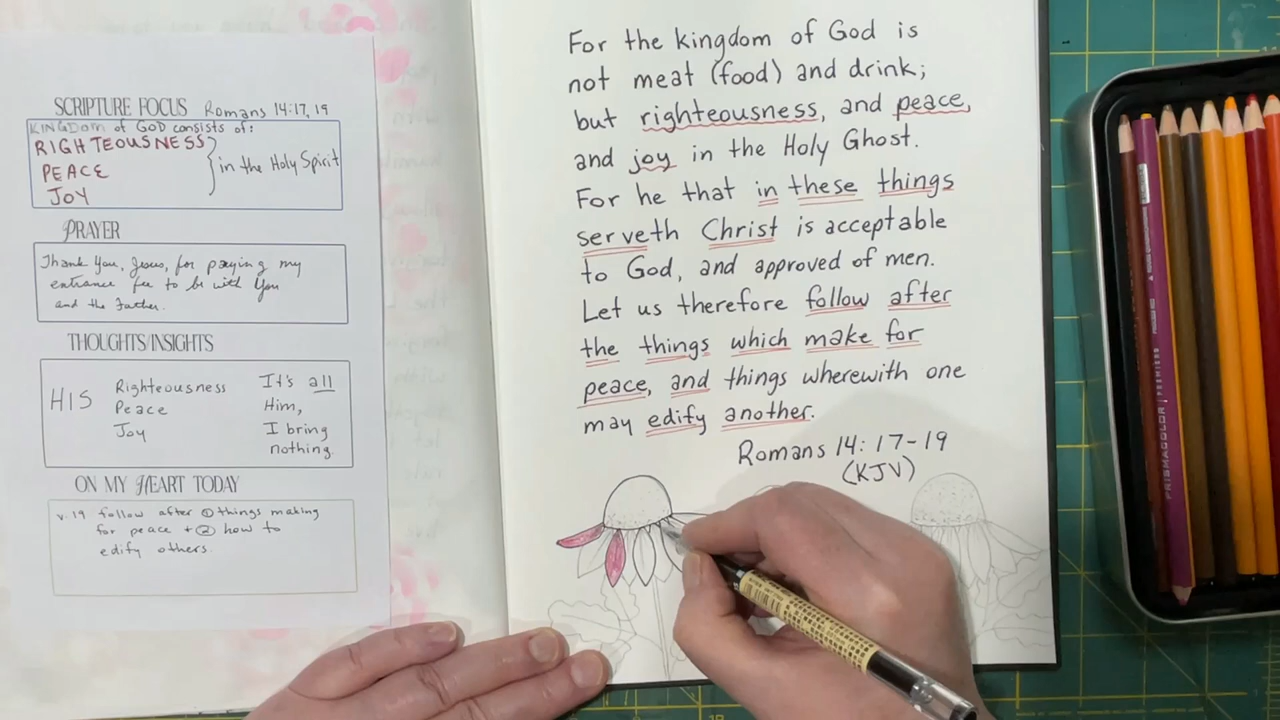 SCRIPTURE FOCUS Romans 14:17, 19
KINGDOM of GOD consists of:
RIGHTEOUSNESS
PEACE
JOY
in the Holy Spirit
PRAYER
Thank You, Jesus, for paying my
entrance fee to be with You
and the Father.
THOUGHTS/INSIGHTS
HIS
Righteousness
Peace
Joy
It's all
Him,
I bring
nothing.
ON MY HEART TODAY
v. 19 follow after ① things making
for peace + ② how to
edify others.
For the kingdom of God is
not meat (food) and drink;
but righteousness, and peace,
and joy in the Holy Ghost.
For he that in these things
serveth Christ is acceptable
to God, and approved of men.
Let us therefore follow after
the things which make for
peace, and things wherewith one
may edify another.
Romans 14:17-19
(KJV)
PRISMACOLOR